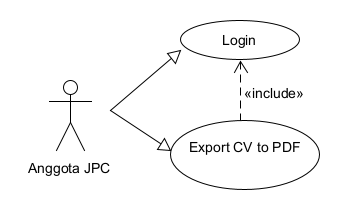 Login
«include»
Export CV to PDF
Anggota JPC